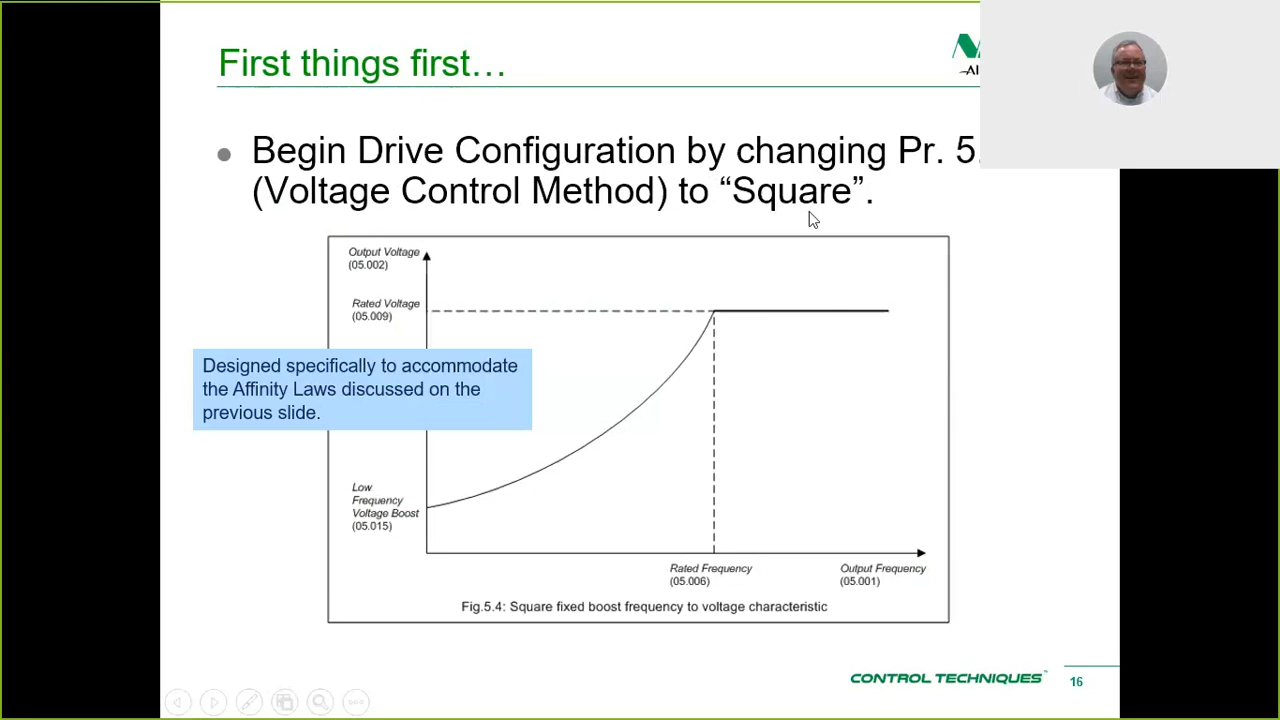 First things first…
AI
Begin Drive Configuration by changing Pr. 5.
(Voltage Control Method) to “Square”.
Output Voltage
(05.002)
Rated Voltage
(05.009)
Designed specifically to accommodate
the Affinity Laws discussed on the
previous slide.
Low
Frequency
Voltage Boost
(05.015)
Rated Frequency
(05.006)
Output Frequency
(05.001)
Fig.5.4: Square fixed boost frequency to voltage characteristic
CONTROL TECHNIQUES™
16